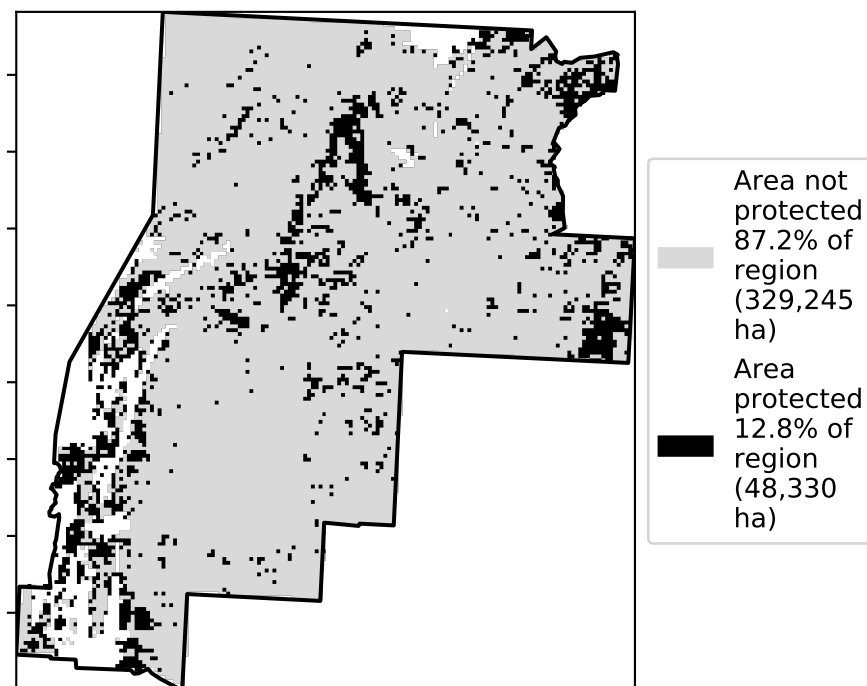 Area not
protected
87.2% of
region
(329,245
ha)
Area
protected
12.8% of
region
(48,330
ha)